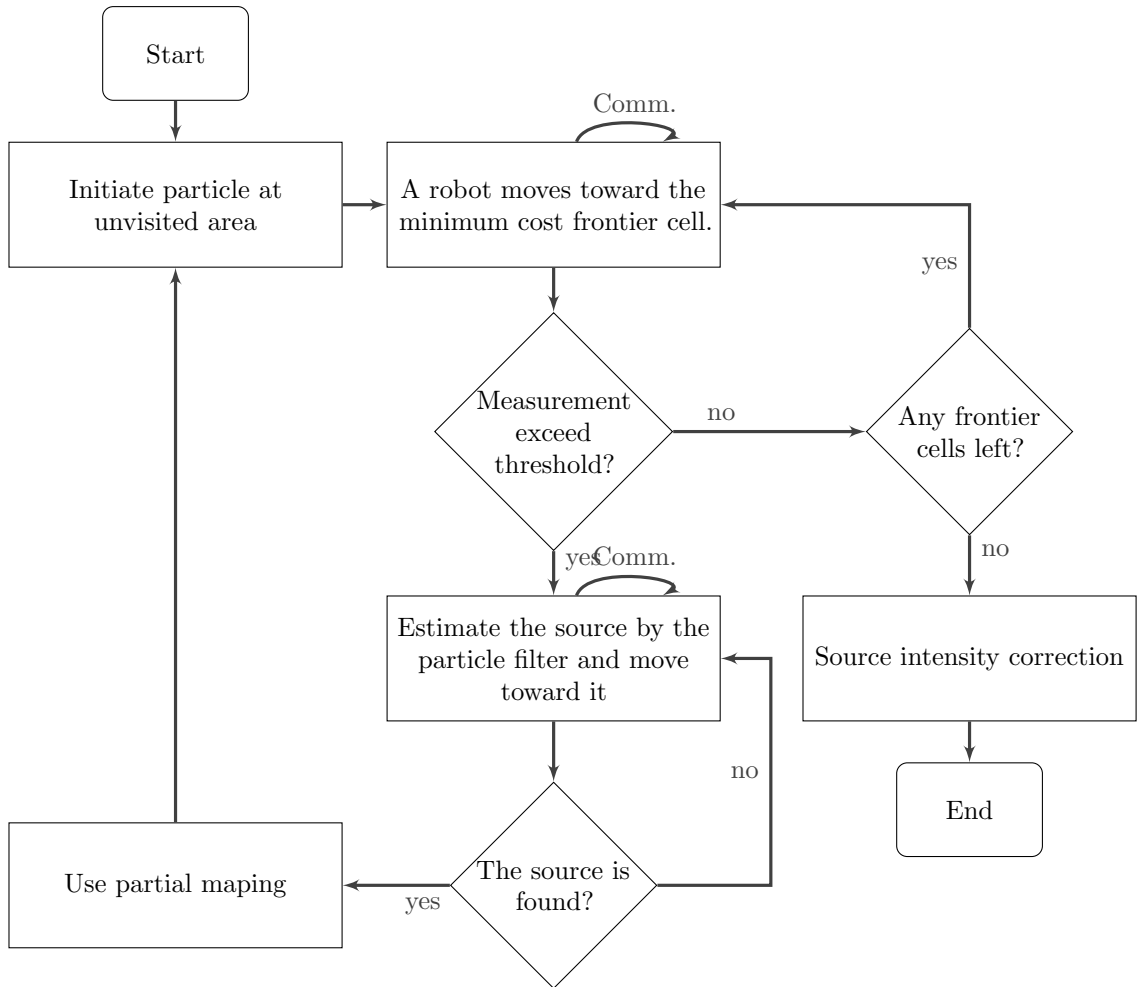 Start
Comm.
Initiate particle at
unvisited area
A robot moves toward the
minimum cost frontier cell.
yes
Measurement
exceed
threshold?
no
Any frontier
cells left?
yes
Comm.
no
Estimate the source by the
particle filter and move
toward it
Source intensity correction
no
End
Use partial maping
yes
The source is
found?